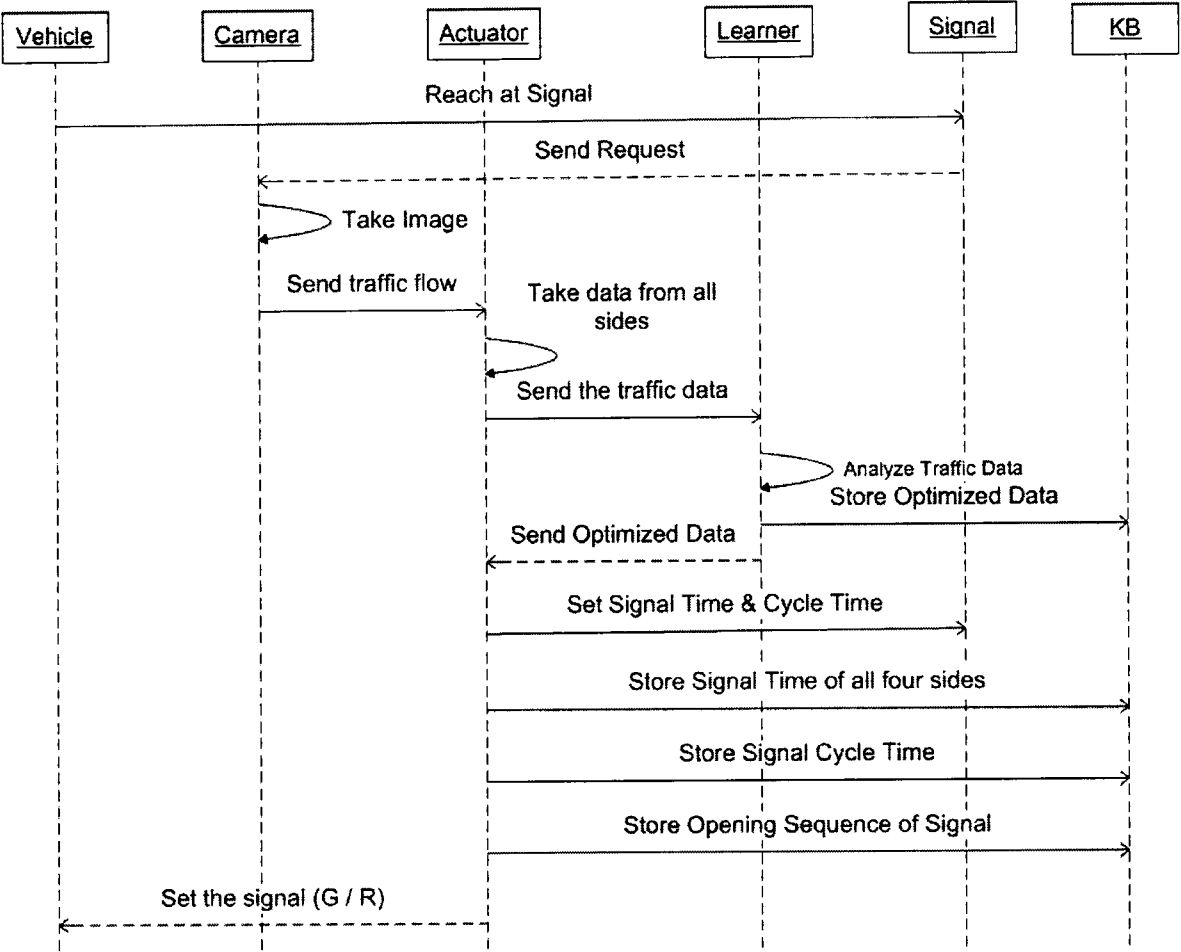 Vehicle
Camera
Actuator
Learner
Signal
KB
Reach at Signal
Send Request
Take Image
Send traffic flow
Take data from all
sides
Send the traffic data
Analyze Traffic Data
Store Optimized Data
Send Optimized Data
Set Signal Time & Cycle Time
Store Signal Time of all four sides
Store Signal Cycle Time
Store Opening Sequence of Signal
Set the signal (G / R)